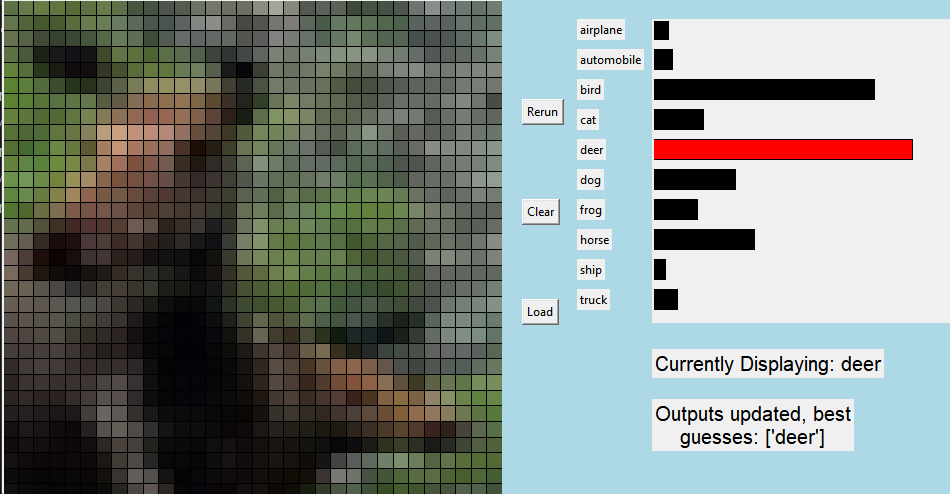 Rerun
Clear
Load
airplane
automobile
bird
cat
deer
dog
frog
horse
ship
truck
Currently Displaying: deer
Outputs updated, best
guesses: ['deer']